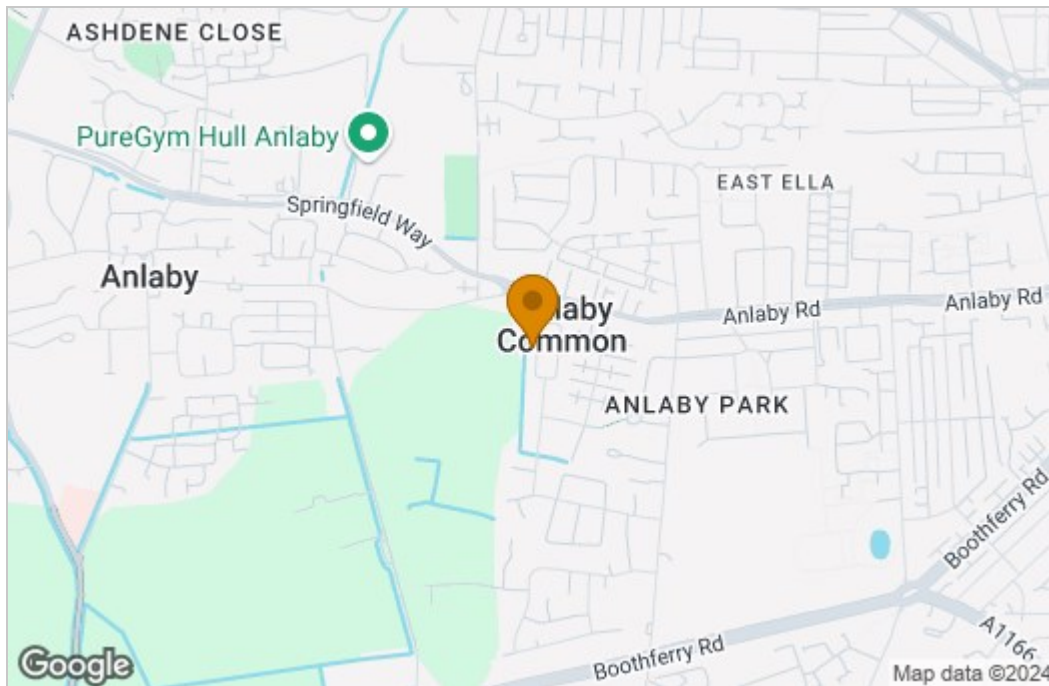 ASHDENE CLOSE
PureGym Hull Anlaby
EAST ELLA
Springfield Way
Anlaby
Anlaby Rd
Anlaby Rd
laby
Common
ANLABY PARK
Boothferry Rd
Boothferry Rd
A1166
Google
Map data ©2024